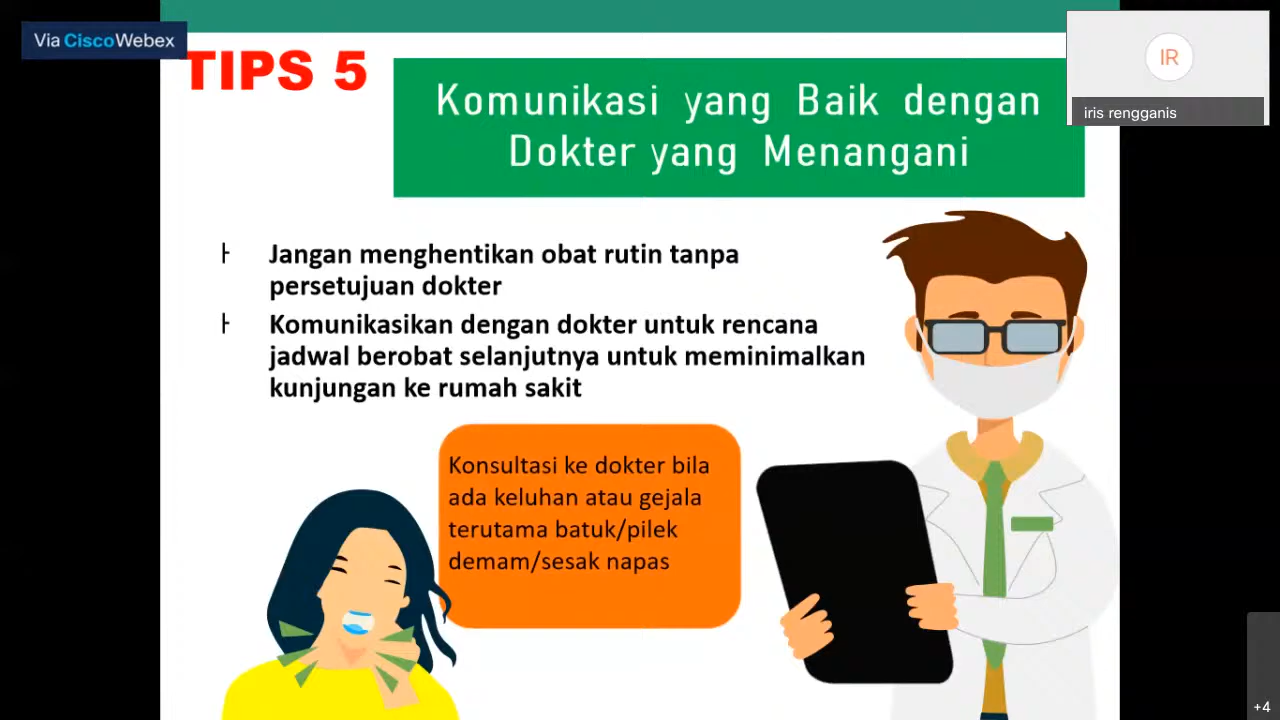 Via CiscoWebex
TIPS 5
Komunikasi yang Baik dengan
Dokter yang Menangani
IR
iris rengganis
Jangan menghentikan obat rutin tanpa
persetujuan dokter
Komunikasikan dengan dokter untuk rencana
jadwal berobat selanjutnya untuk meminimalkan
kunjungan ke rumah sakit
Konsultasi ke dokter bila
ada keluhan atau gejala
terutama batuk/pilek
demam/sesak napas
+4